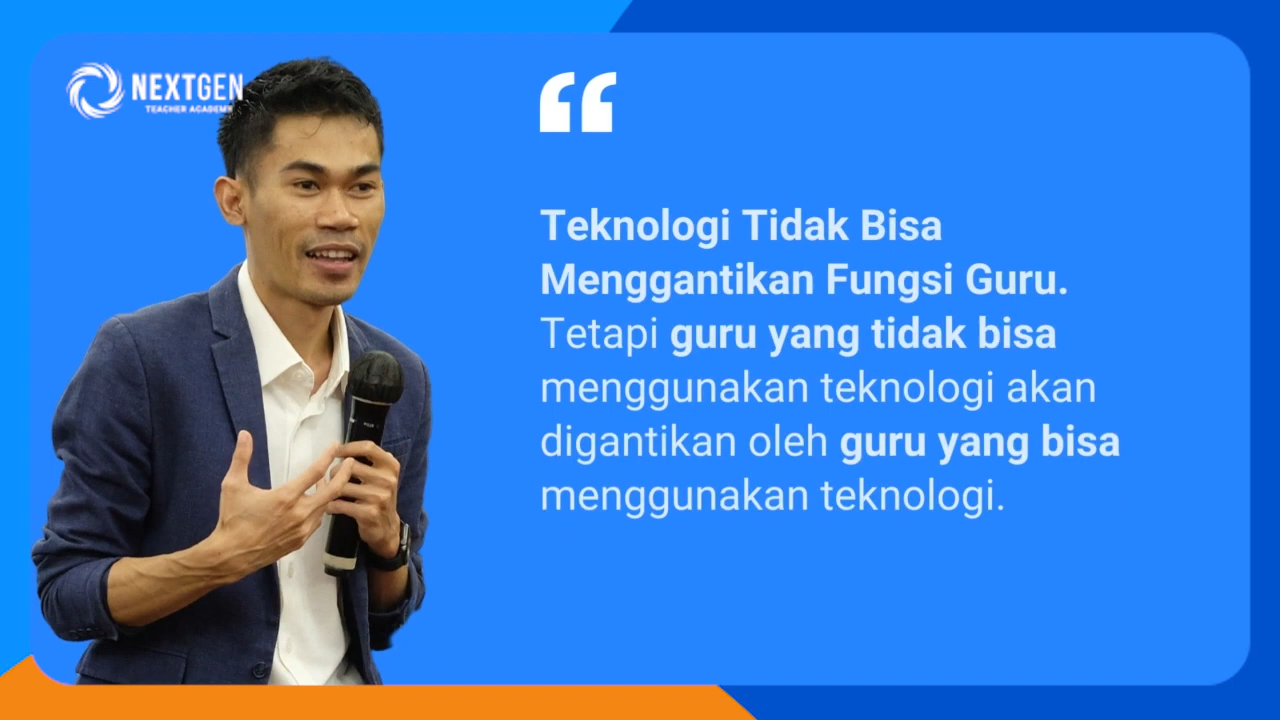 NEXTGEN
TEACHER ACADEMY
Teknologi Tidak Bisa
Menggantikan Fungsi Guru.
Tetapi guru yang tidak bisa
menggunakan teknologi akan
digantikan oleh guru yang bisa
menggunakan teknologi.